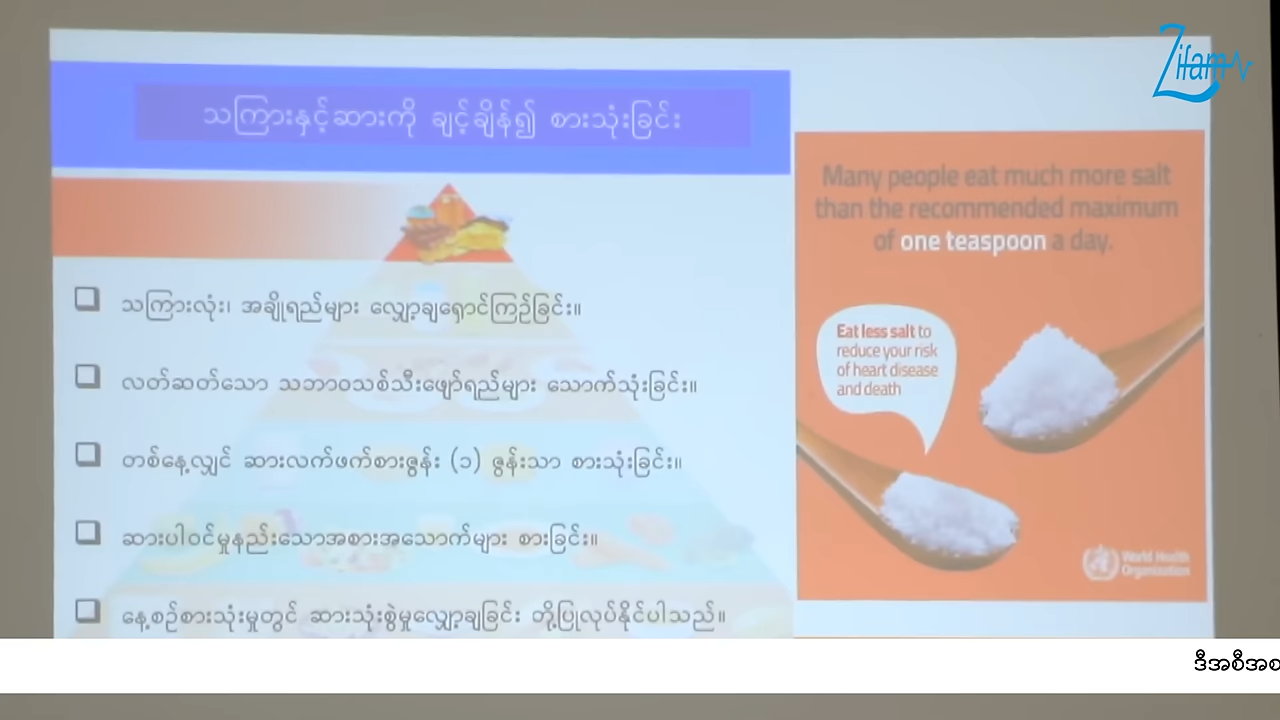 Zifam
သကြားနှင့်ဆားကို ချင့်ချိန်၍ စားသုံးခြင်း
သကြားလုံး၊ အချိုရည်များ လျှော့ချရှောင်ကြဉ်ခြင်း။
လတ်ဆတ်သော သဘာဝသစ်သီးဖျော်ရည်များ သောက်သုံးခြင်း။
တစ်နေ့လျှင် ဆားလက်ဖက်စားဇွန်း (၁) ဇွန်းသာ စားသုံးခြင်း။
ဆားပါဝင်မှုနည်းသောအစားအသောက်များ စားခြင်း။
နေ့စဉ်စားသုံးမှုတွင် ဆားသုံးစွဲမှုလျှော့ချခြင်း တို့ပြုလုပ်နိုင်ပါသည်။
Many people eat much more salt
than the recommended maximum
of one teaspoon a day.
Eat less salt to
reduce your risk
of heart disease
and death
World Health
Organization
ဒီအစီအစ